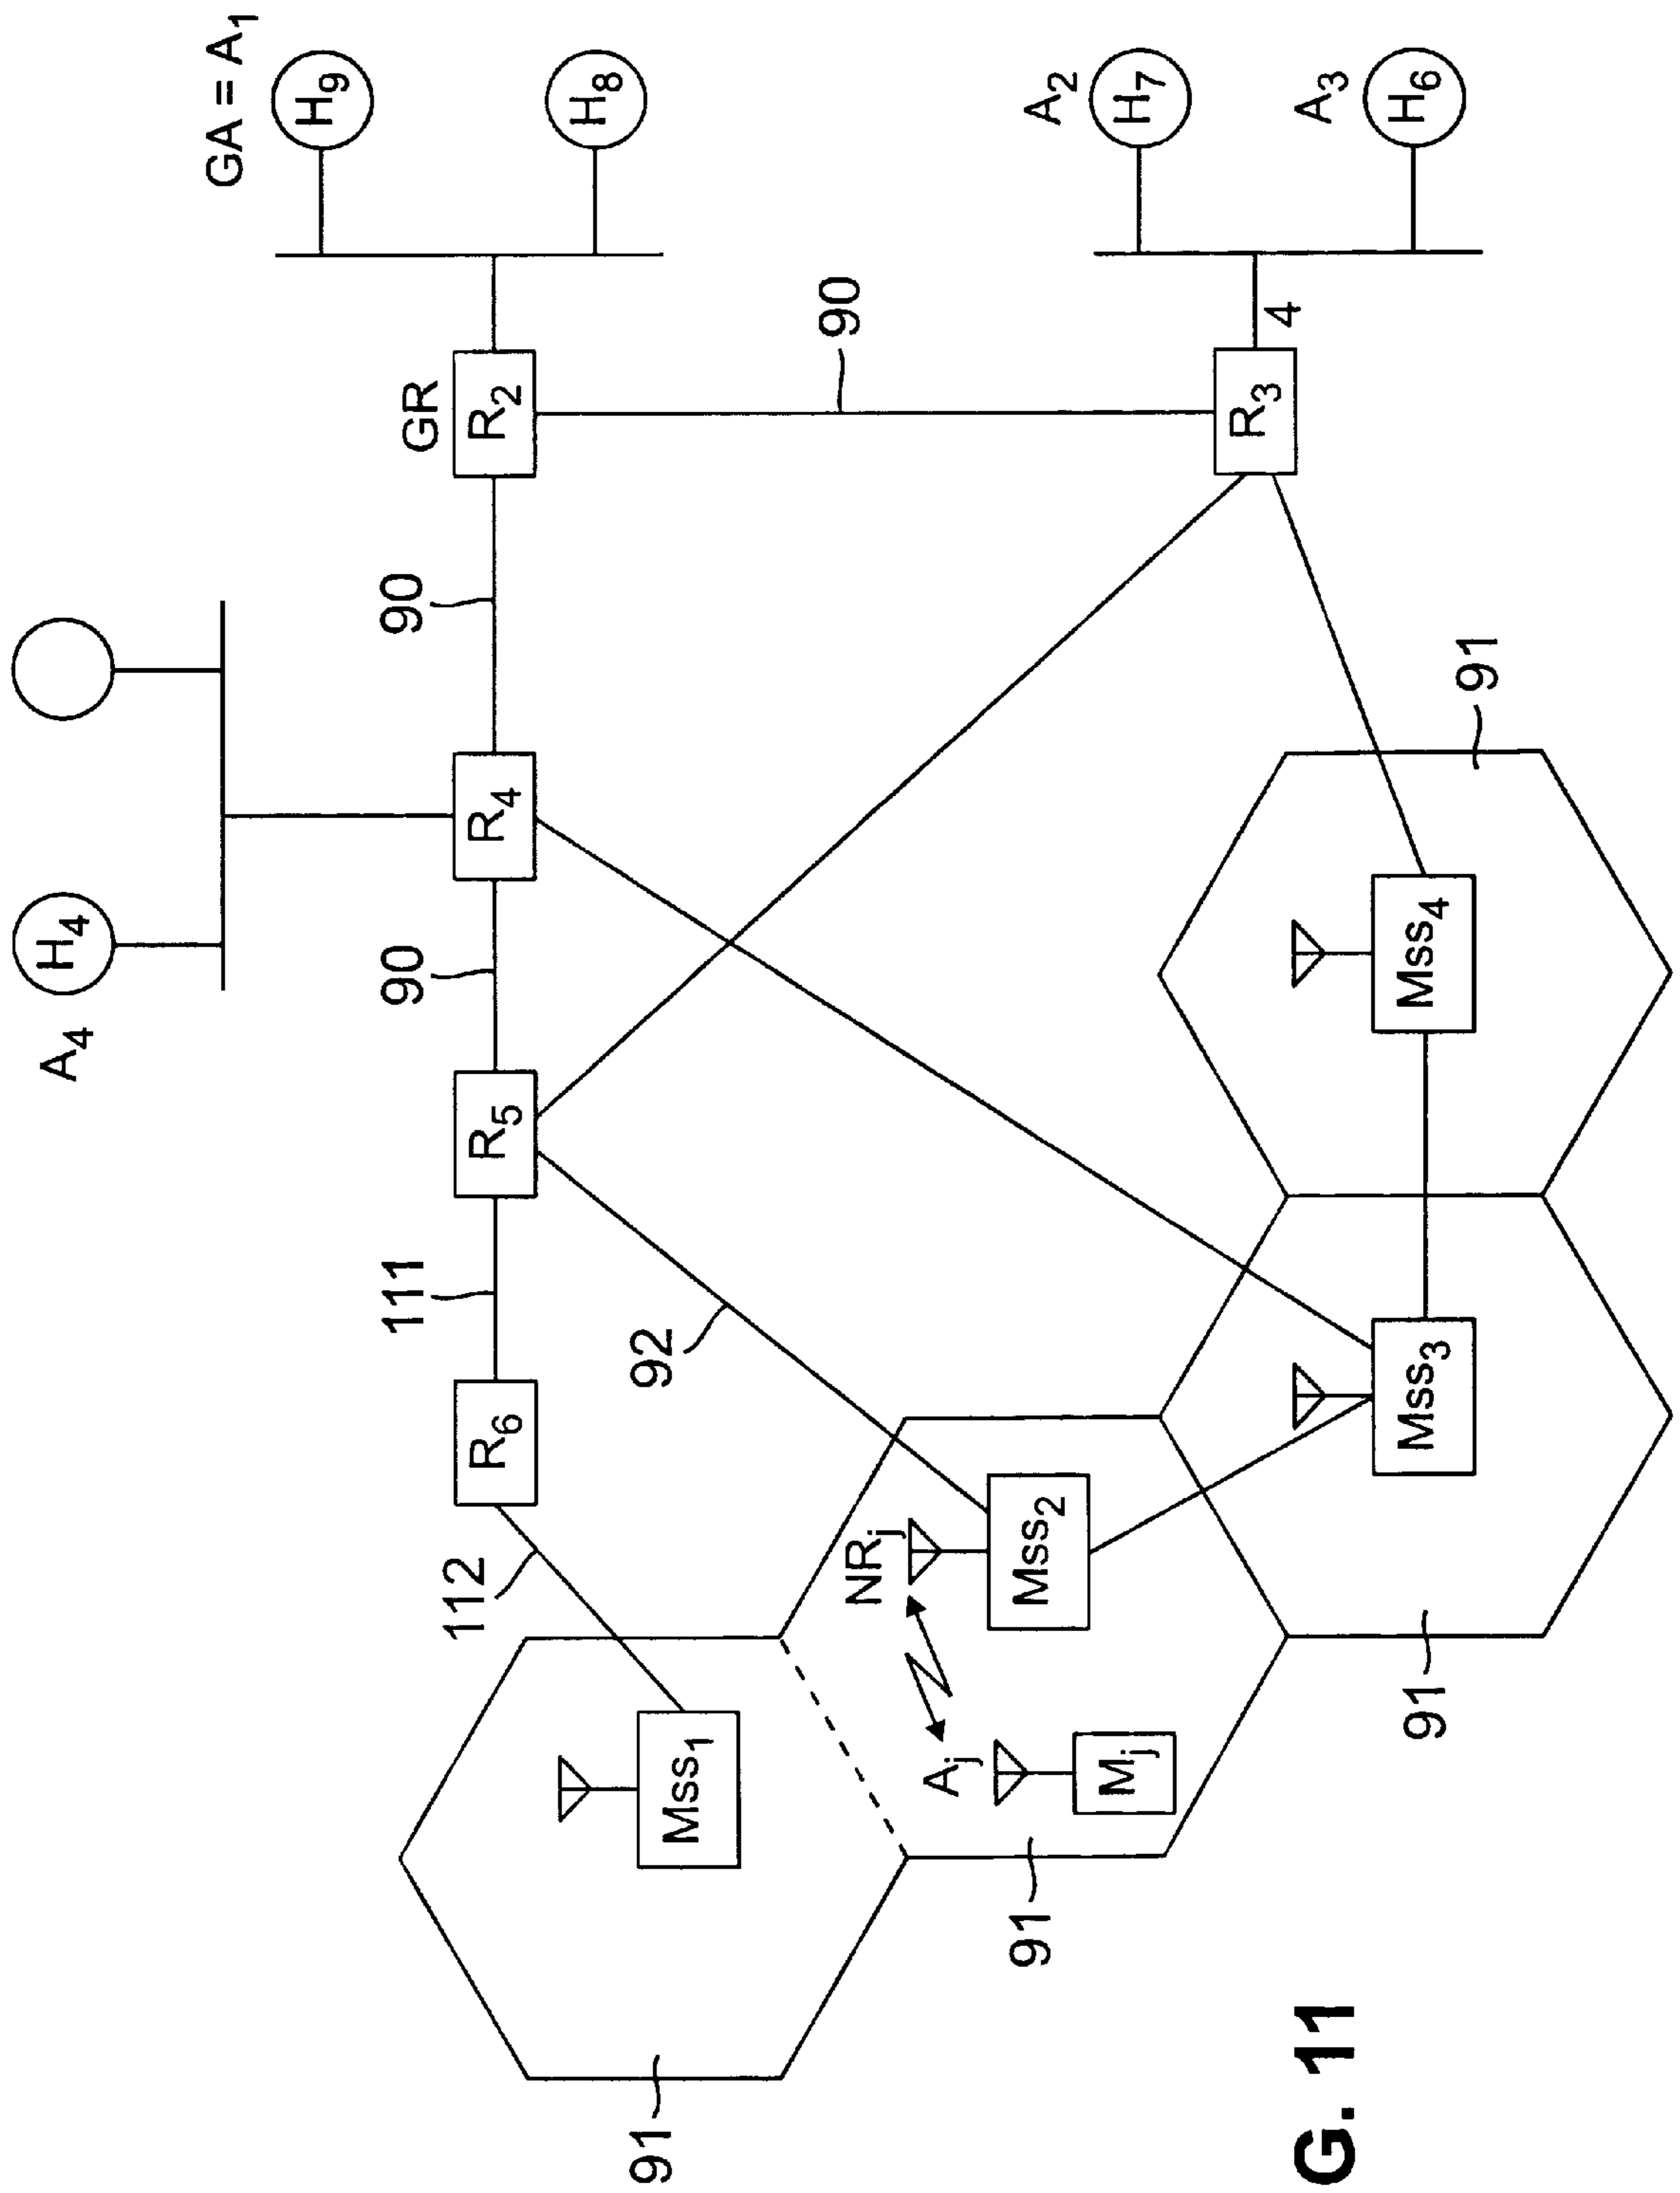 A4
H4
GA = A1
H9
111
90
90
GR
112
R6
R5
R4
R2
H8
91
92
Mss1
90
NRj
Aj
91
Mss2
A2
Mj
H7
R3
4
A3
G. 11
91
Mss3
Mss4
H6
91